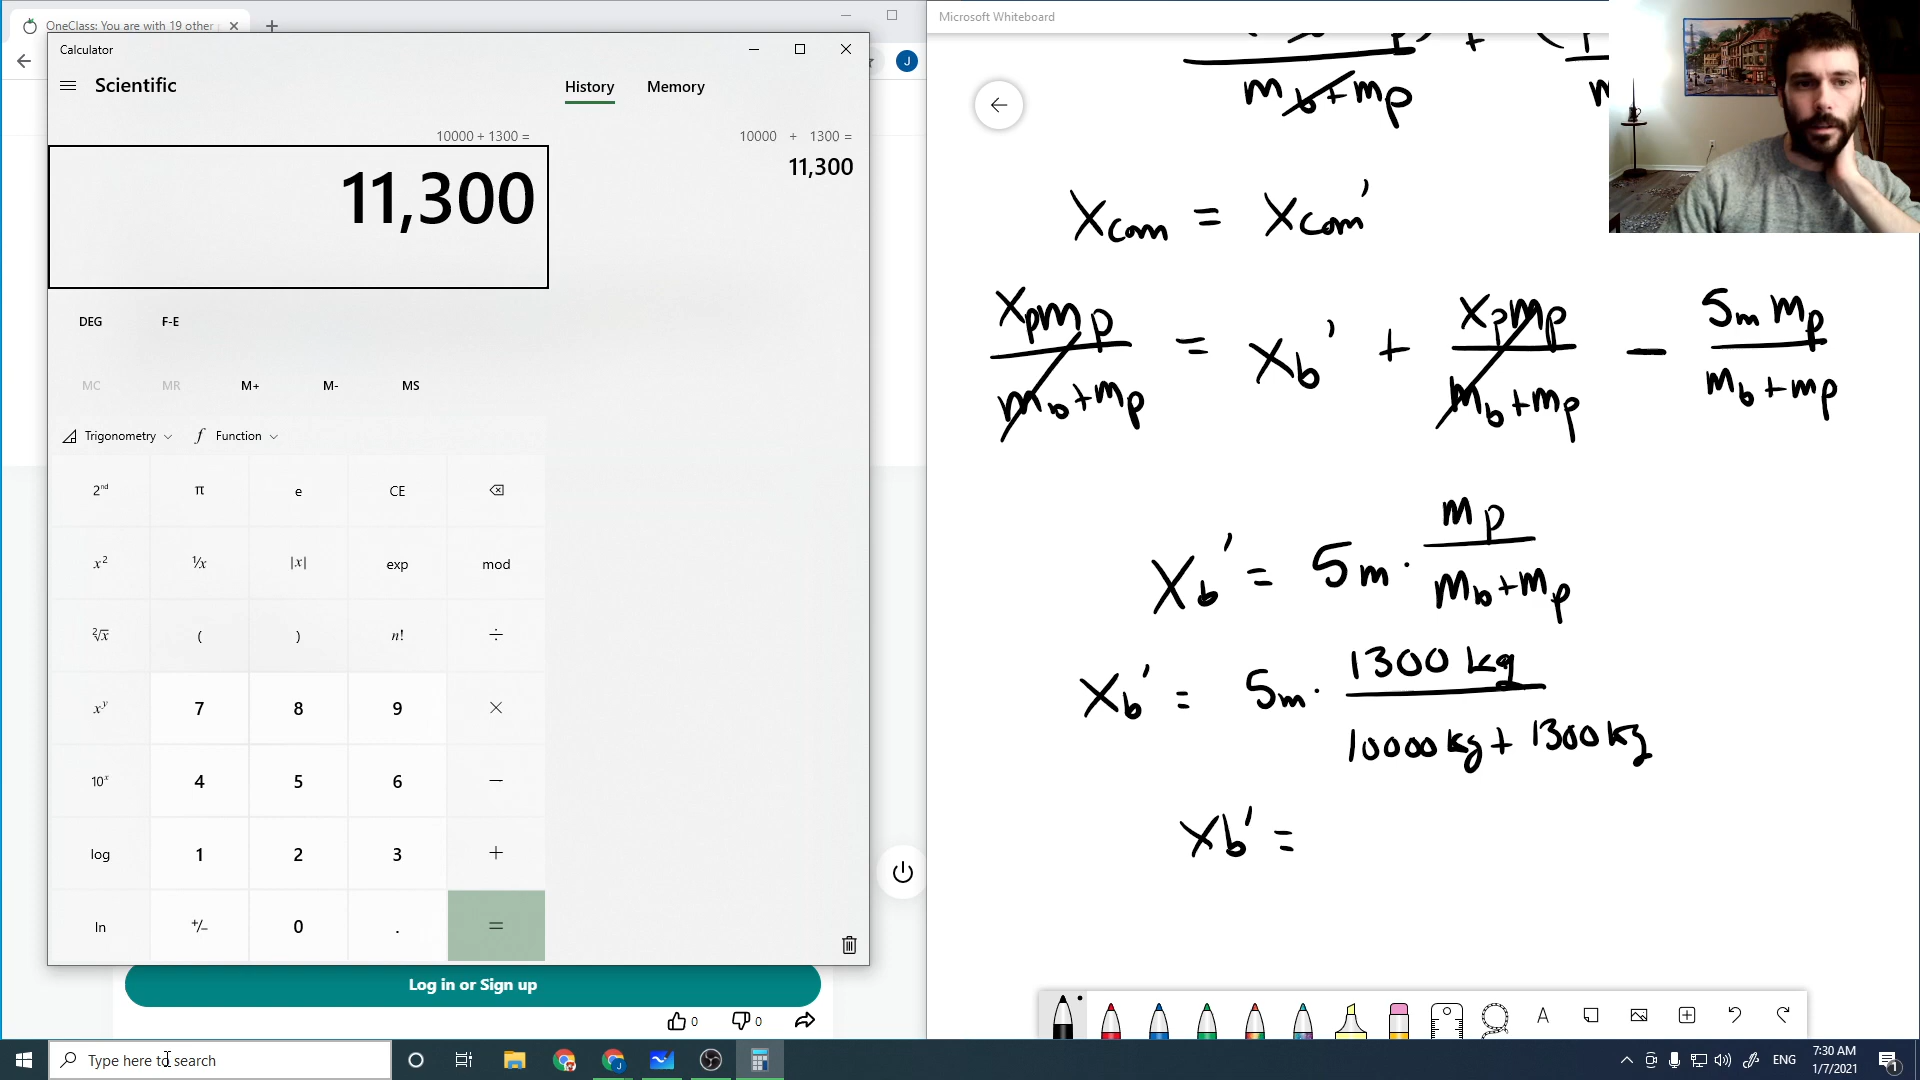 OneClass: You are with 19 other
Calculator
Scientific
History
Memory
10000 + 1300 =
11,300
10000 + 1300 =
11,300
DEG F-E
MC MR M+ M- MS
Trigonometry Function
2nd π e CE
x² ¹/x |x| exp mod
²√x ( ) n! ÷
xʸ 7 8 9 ×
10ˣ 4 5 6 −
log 1 2 3 +
ln +/− 0 . =
Log in or Sign up
0 0
J
Microsoft Whiteboard
mb+mp
Xcom = Xcom'
Xpmp/mb+mp = Xb' + Xpmp/mb+mp − 5m mp/mb+mp
Xb' = 5m · mp/mb+mp
Xb' = 5m · 1300 kg/10000 kg + 1300 kg
Xb' =
A
Type here to search
ENG
7:30 AM
1/7/2021
1